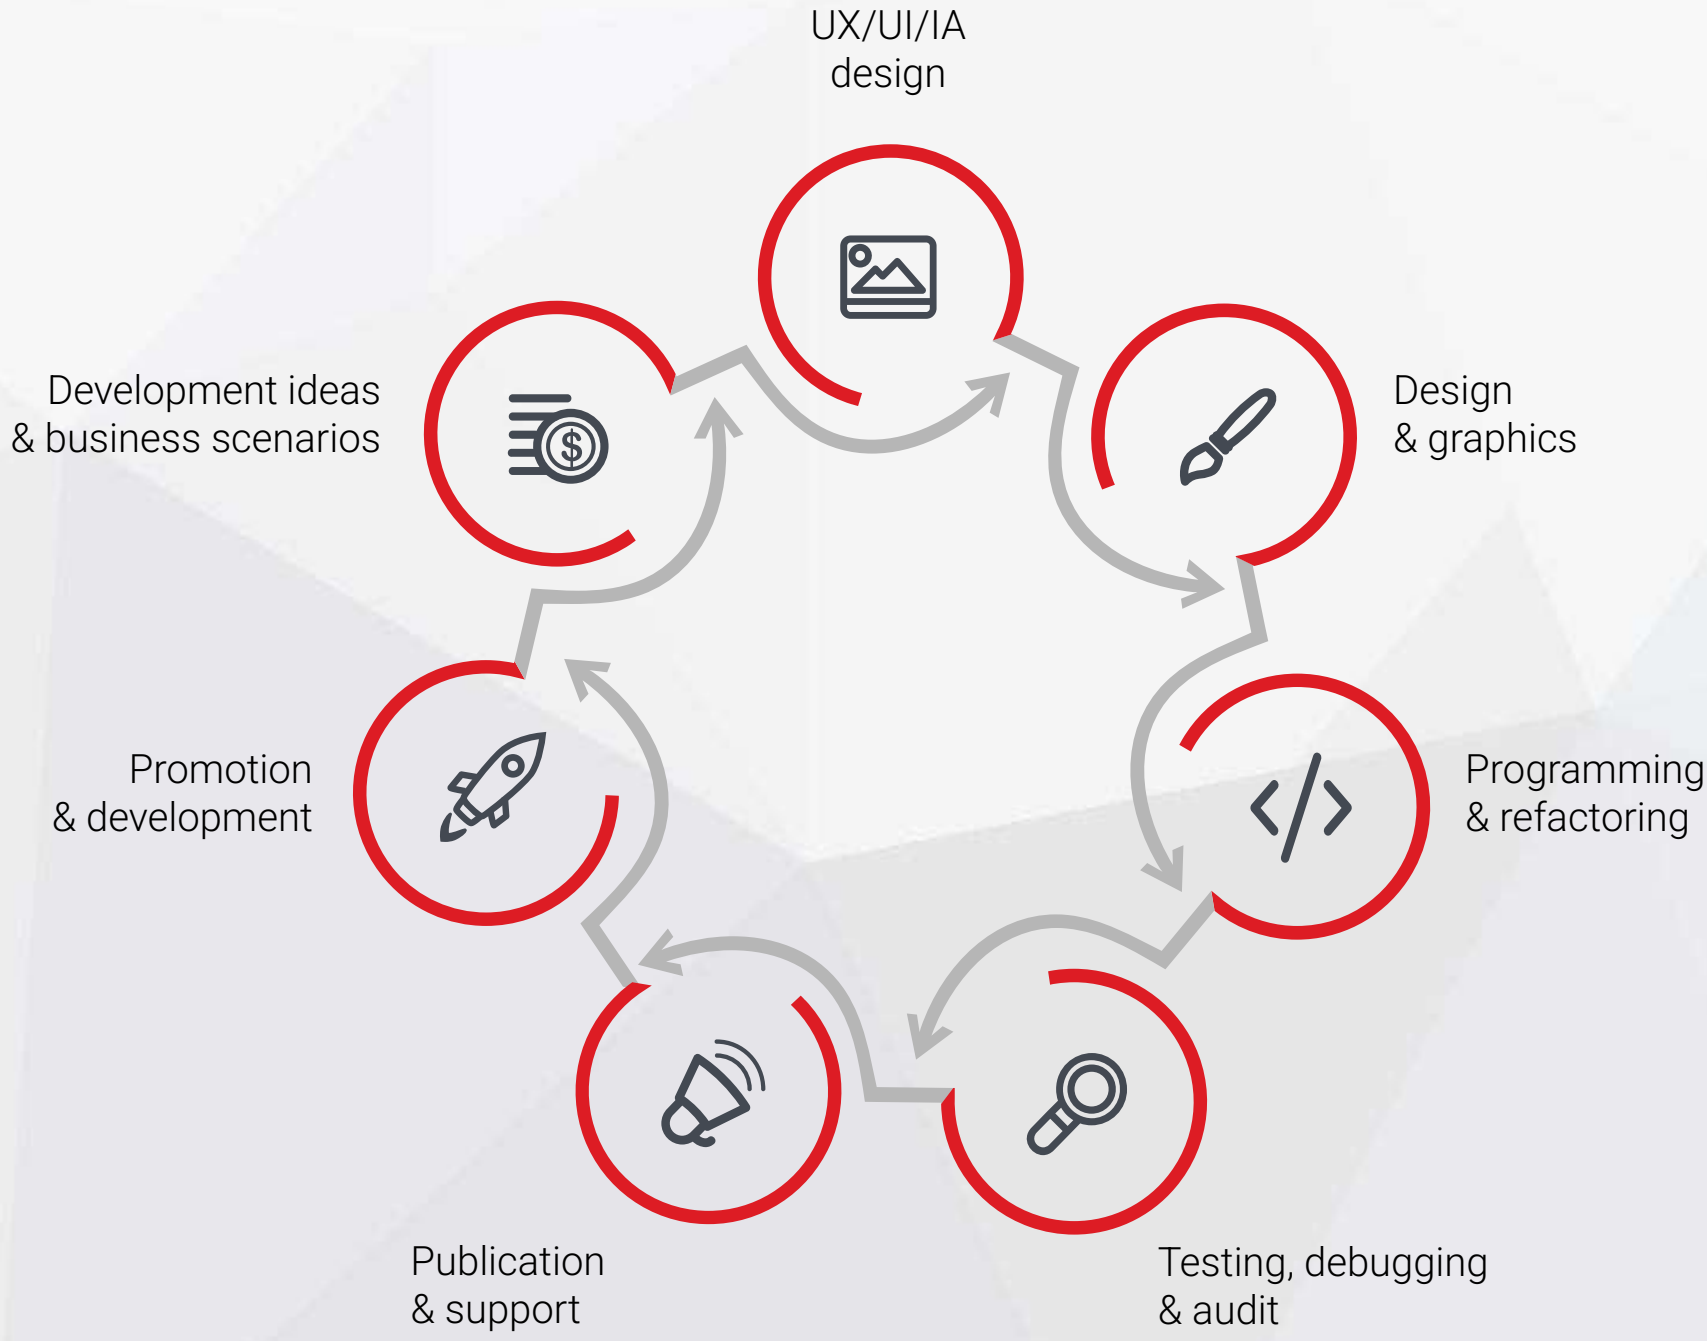 UX/UI/IA
design
Development ideas
& business scenarios
Design
& graphics
Promotion
& development
Programming
& refactoring
Publication
& support
Testing, debugging
& audit